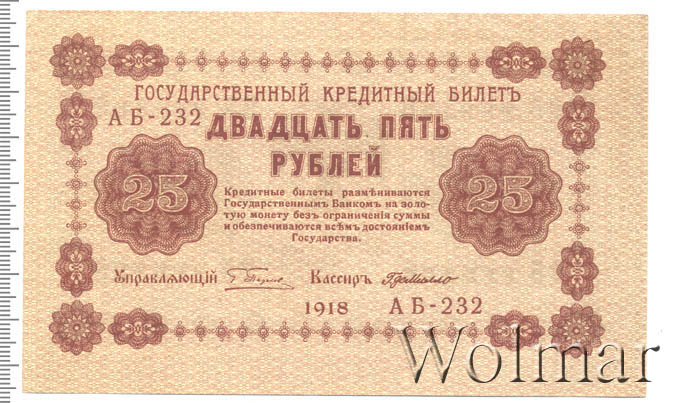 ГОСУДАРСТВЕННЫЙ КРЕДИТНЫЙ БИЛЕТЪ
АБ-232
ДВАДЦАТЬ ПЯТЬ
РУБЛЕЙ
25
25
Кредитные билеты размѣниваются
Государственнымъ Банкомъ на золо-
тую монету безъ ограниченія суммы
и обезпечиваются всѣмъ достояніемъ
Государства.
Управляющій
Кассиръ
1918 АБ-232
Wolmar